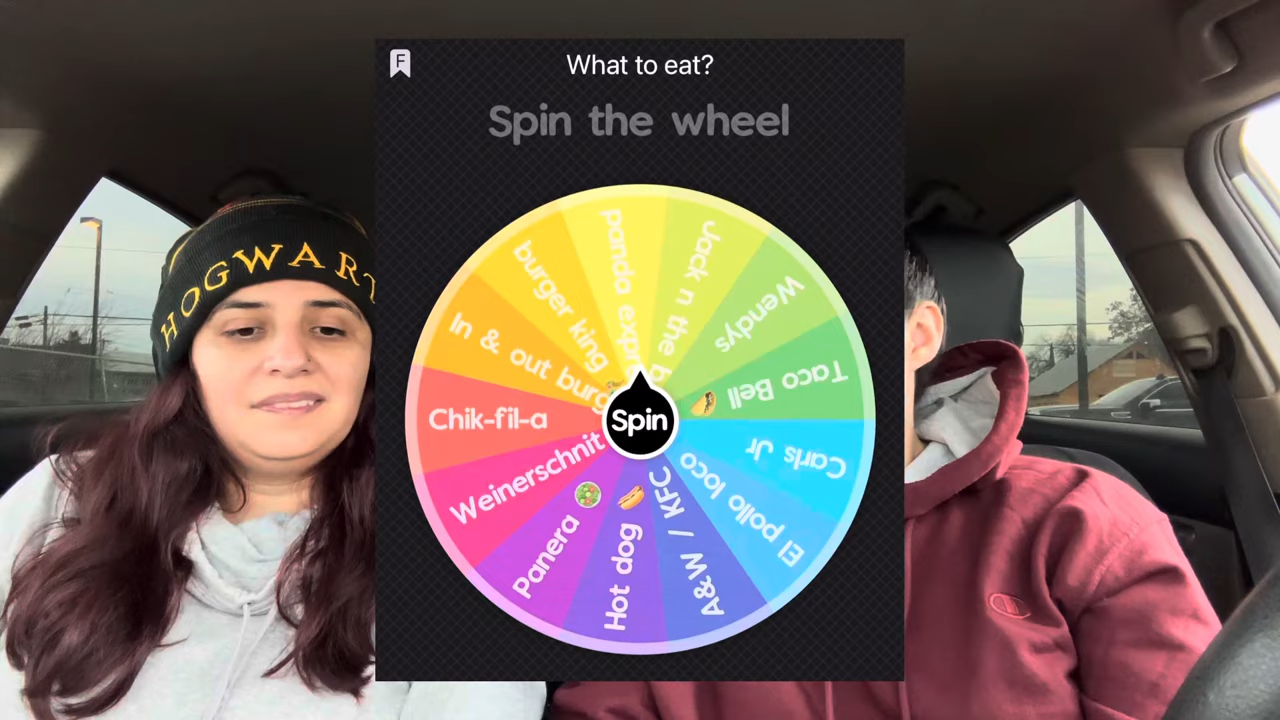 F
What to eat?
Spin the wheel
panda expr
Jack n the b
Wendys
Taco Bell
Carls Jr
El pollo loco
A&W / KFC
Hot dog
Panera
Weinerschnit
Chik-fil-a
In & out burg
burger king
Spin
HOGWART